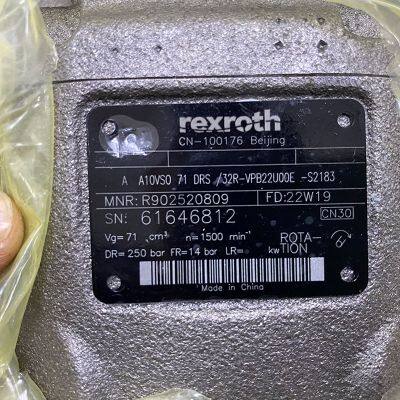 rexroth
CN-100176 Beijing
A A10VSO 71 DRS /32R-VPB22U00E -S2183
MNR: R902520809 FD:22W19
SN: 61646812 CN30
Vg= 71 cm³ n= 1500 min⁻¹ ROTA-
DR= 250 bar FR= 14 bar LR= kw TION
Made in China